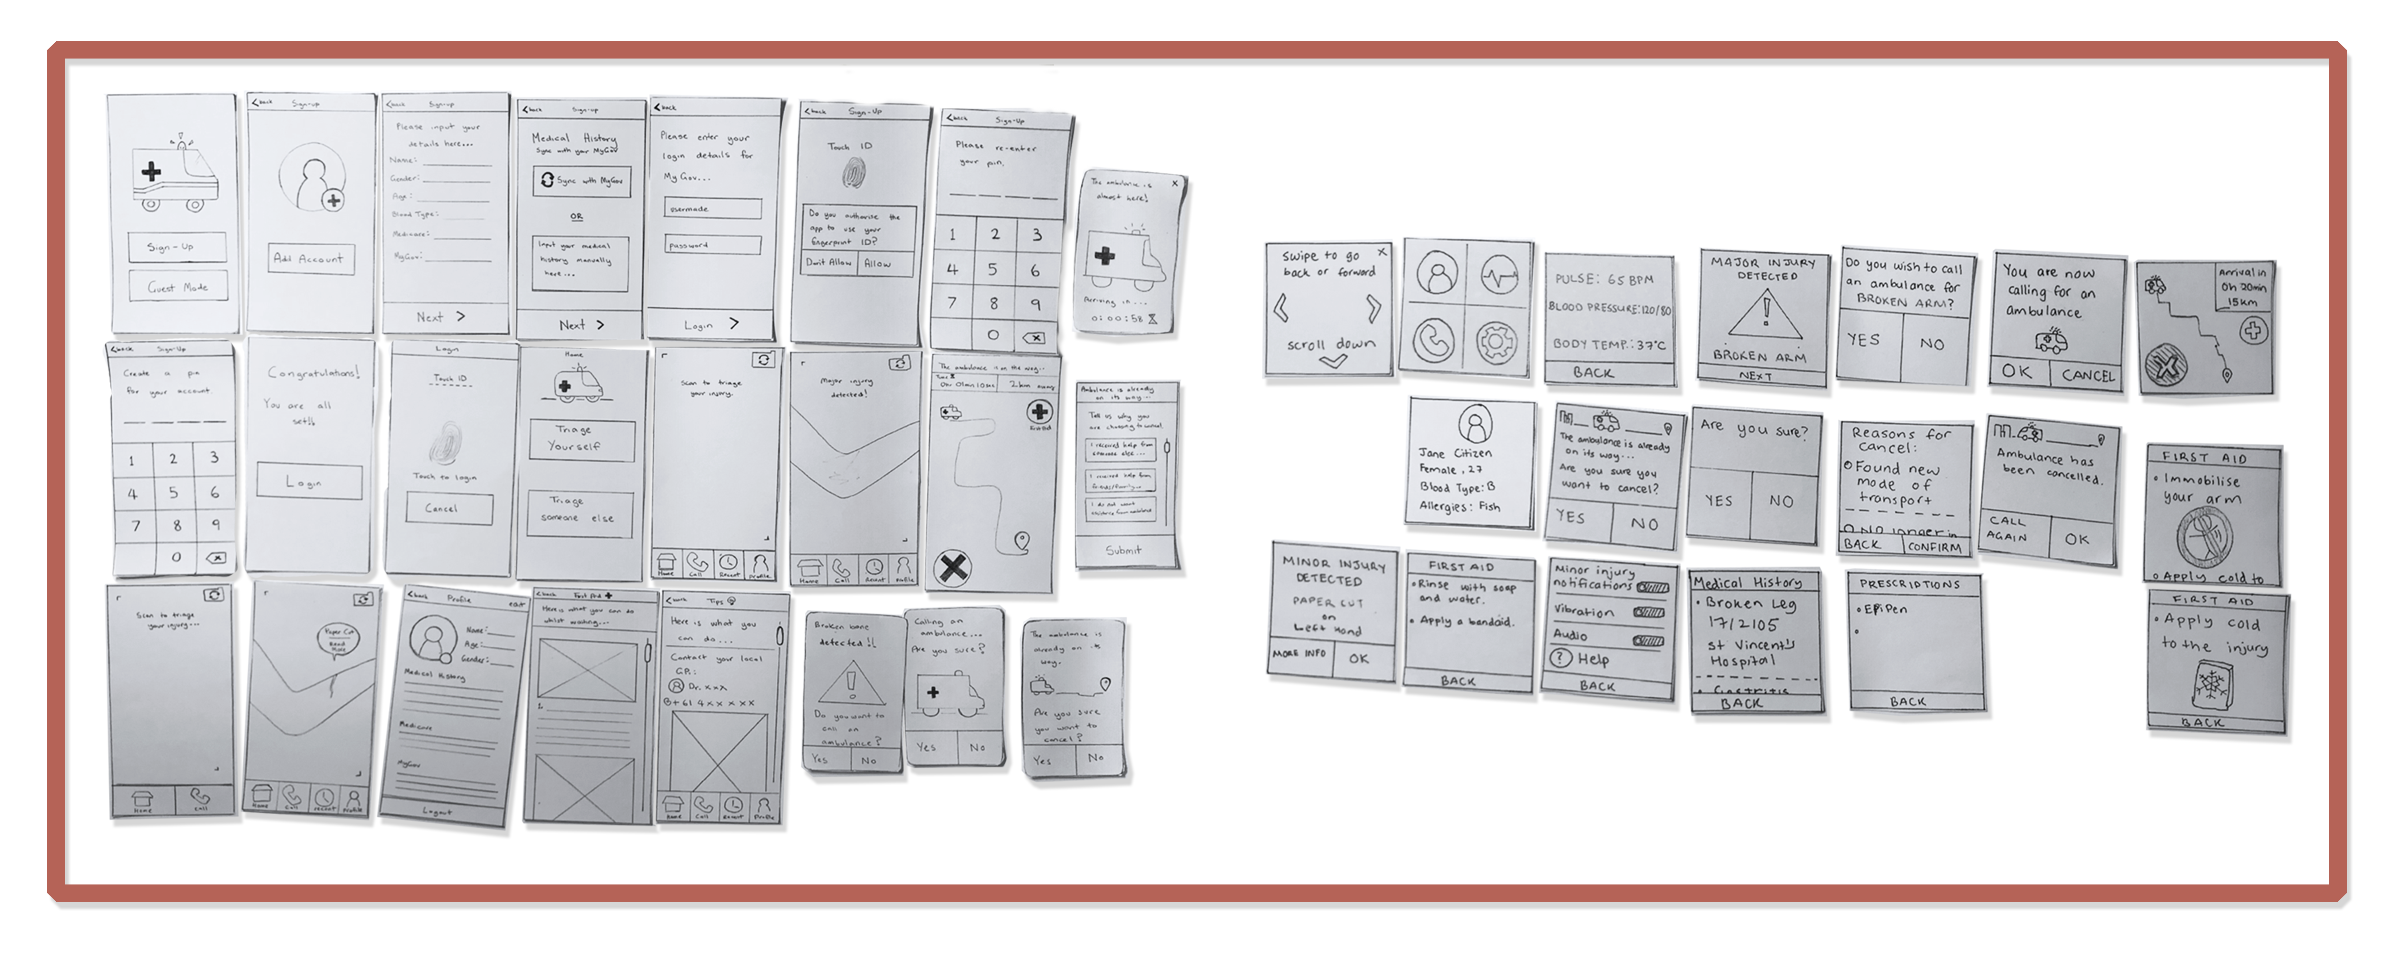 Sign-Up
Guest Mode
< back Sign-up
Add Account
< back Sign-up
Please input your
details here...
Name:
Gender:
Age:
Blood Type:
Medicare:
MyGov:
Next >
< back Sign-up
Medical History
Sync with your MyGov
Sync with MyGov
OR
Input your medical
history manually
here...
Next >
< back
Please enter your
login details for
My Gov...
password
Login >
< back Sign-Up
Touch ID
Do you authorise the
app to use your
fingerprint ID?
Don't Allow Allow
< back Sign-Up
Please re-enter
your pin.
1 2 3
4 5 6
7 8 9
0
The ambulance is X
almost here!
Arriving in...
0:00:58
< back Sign-Up
Create a pin
for your account.
1 2 3
4 5 6
7 8 9
0
Congratulations!
You are all
set!!
Login
Login
Touch ID
Touch to login
Cancel
Home
Triage
Yourself
Triage
someone else
Scan to triage
your injury.
Home Call Recent Profile
Major injury
detected!
Home Call Recent Profile
The ambulance is on the way..
0hr 01min 10sec 2km away
First Aid
Ambulance is already
on its way...
Tell us why you
are choosing to cancel.
I received help from
someone else...
I received help from
friends/family...
I do not want
Submit
Scan to triage
your injury...
Home Call
Paper Cut
Read
More
Home Call recent Profile
< back Profile edit
Name:
Age:
Gender:
Medical History
Medicare
MyGov
Logout
< back First Aid
Here is what you can do
whilst waiting...
1.
< back Tips
Here is what you
can do...
Contact your local
G.P.:
Dr. xxx
+61 4xxxxxx
Home Call Recent Profile
Broken bone
detected!!
Do you want to
call an
ambulance?
Yes No
Calling an
ambulance...
Are you sure?
Yes No
The ambulance is
already on its
way.
Are you sure
you want to
cancel?
Yes No
Swipe to go X
back or forward
scroll down
PULSE: 65 BPM
BLOOD PRESSURE:120/80
BODY TEMP.: 37°C
BACK
MAJOR INJURY
DETECTED
BROKEN ARM
NEXT
Do you wish to call
an ambulance for
BROKEN ARM?
YES NO
You are now
calling for an
ambulance
OK CANCEL
Arrival in
0h 20min
15km
Jane Citizen
Female, 27
Blood Type: B
Allergies: Fish
The ambulance is already
on its way...
Are you sure you
want to cancel?
YES NO
Are you sure?
YES NO
Reasons for
Cancel:
Found new
mode of
transport
No longer in
BACK CONFIRM
Ambulance has
been cancelled.
CALL
AGAIN OK
FIRST AID
• Immobilise
your arm
• Apply cold to
MINOR INJURY
DETECTED
PAPER CUT
on
Left Hand
MORE INFO OK
FIRST AID
• Rinse with soap
and water.
• Apply a bandaid.
BACK
Minor injury
notifications
Vibration
Audio
? Help
BACK
Medical History
• Broken Leg
17/2105
St Vincent's
Hospital
• Gastritis
BACK
PRESCRIPTIONS
• EpiPen
•
BACK
FIRST AID
• Apply cold
to the injury
BACK